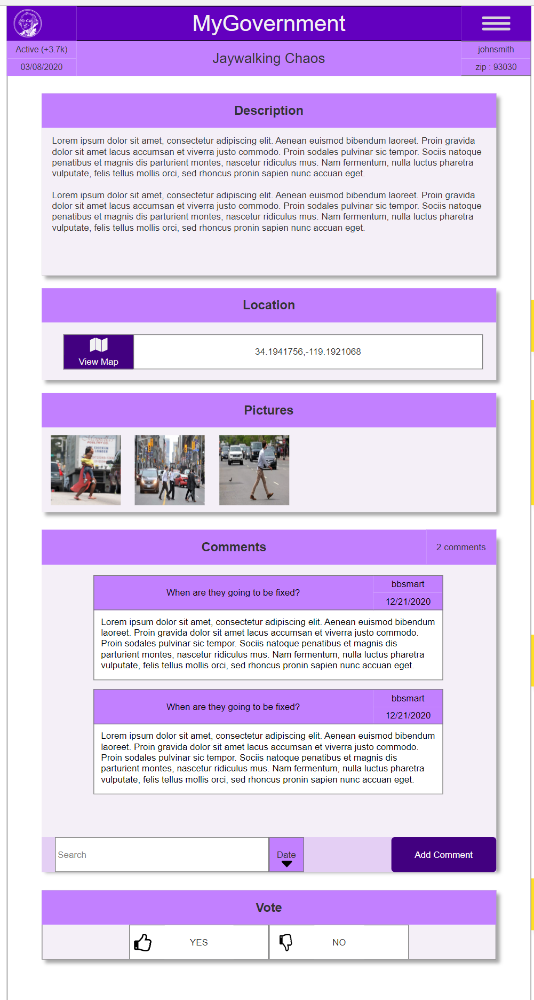 MyGovernment
Active (+3.7k)
03/08/2020
Jaywalking Chaos
johnsmith
zip : 93030
Description
Lorem ipsum dolor sit amet, consectetur adipiscing elit. Aenean euismod bibendum laoreet. Proin gravida
dolor sit amet lacus accumsan et viverra justo commodo. Proin sodales pulvinar sic tempor. Sociis natoque
penatibus et magnis dis parturient montes, nascetur ridiculus mus. Nam fermentum, nulla luctus pharetra
vulputate, felis tellus mollis orci, sed rhoncus pronin sapien nunc accuan eget.
Lorem ipsum dolor sit amet, consectetur adipiscing elit. Aenean euismod bibendum laoreet. Proin gravida
dolor sit amet lacus accumsan et viverra justo commodo. Proin sodales pulvinar sic tempor. Sociis natoque
penatibus et magnis dis parturient montes, nascetur ridiculus mus. Nam fermentum, nulla luctus pharetra
vulputate, felis tellus mollis orci, sed rhoncus pronin sapien nunc accuan eget.
Location
View Map
34.1941756,-119.1921068
Pictures
POULTRY CO.
CHICKEN
Comments
2 comments
When are they going to be fixed?
bbsmart
12/21/2020
Lorem ipsum dolor sit amet, consectetur adipiscing elit. Aenean euismod bibendum
laoreet. Proin gravida dolor sit amet lacus accumsan et viverra justo commodo.
Proin sodales pulvinar sic tempor. Sociis natoque penatibus et magnis dis
parturient montes, nascetur ridiculus mus. Nam fermentum, nulla luctus pharetra
vulputate, felis tellus mollis orci, sed rhoncus pronin sapien nunc accuan eget.
When are they going to be fixed?
bbsmart
12/21/2020
Lorem ipsum dolor sit amet, consectetur adipiscing elit. Aenean euismod bibendum
laoreet. Proin gravida dolor sit amet lacus accumsan et viverra justo commodo.
Proin sodales pulvinar sic tempor. Sociis natoque penatibus et magnis dis
parturient montes, nascetur ridiculus mus. Nam fermentum, nulla luctus pharetra
vulputate, felis tellus mollis orci, sed rhoncus pronin sapien nunc accuan eget.
Search
Date
Add Comment
Vote
YES
NO